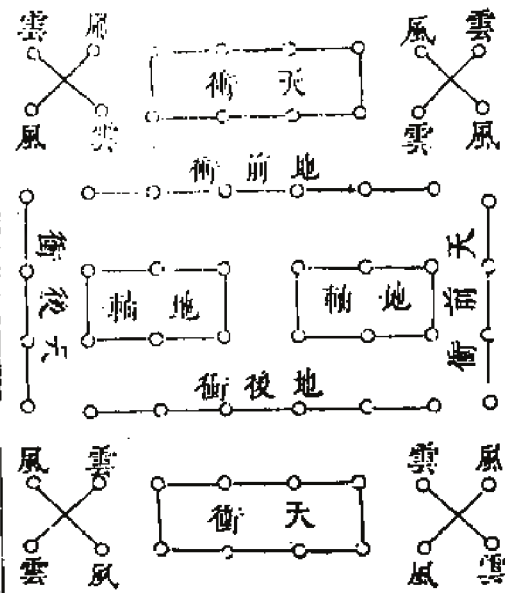 雲 風 風 雲
天衝
風 雲 雲 風
地前衝
天前衝
地軸
地軸
天後衝
地後衝
風 雲 雲 風
天衝
雲 風 風 雲